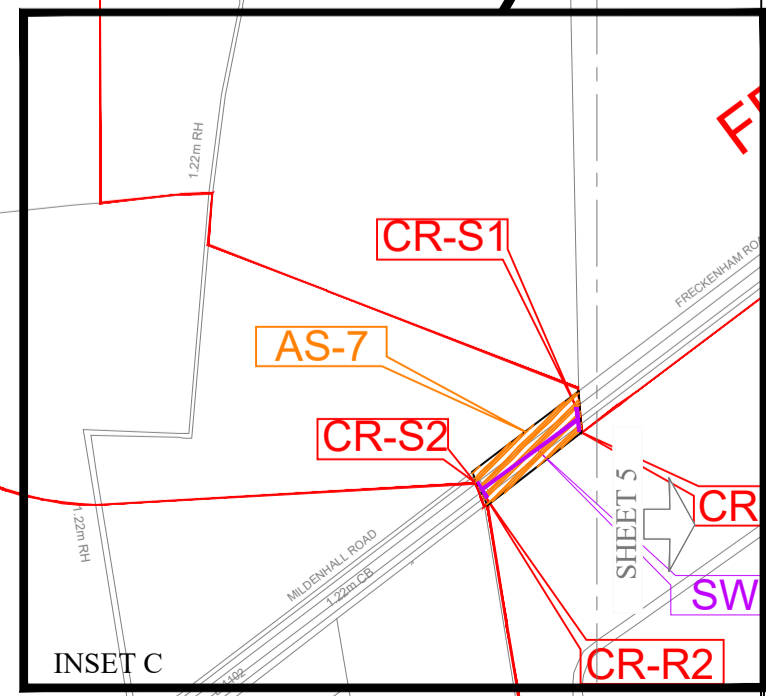 1.22m RH
CR-S1
FRECKENHAM ROA
AS-7
CR-S2
SHEET 5
CR
1.22m RH
MILDENHALL ROAD
1.22m CB
SW
INSET C
CR-R2